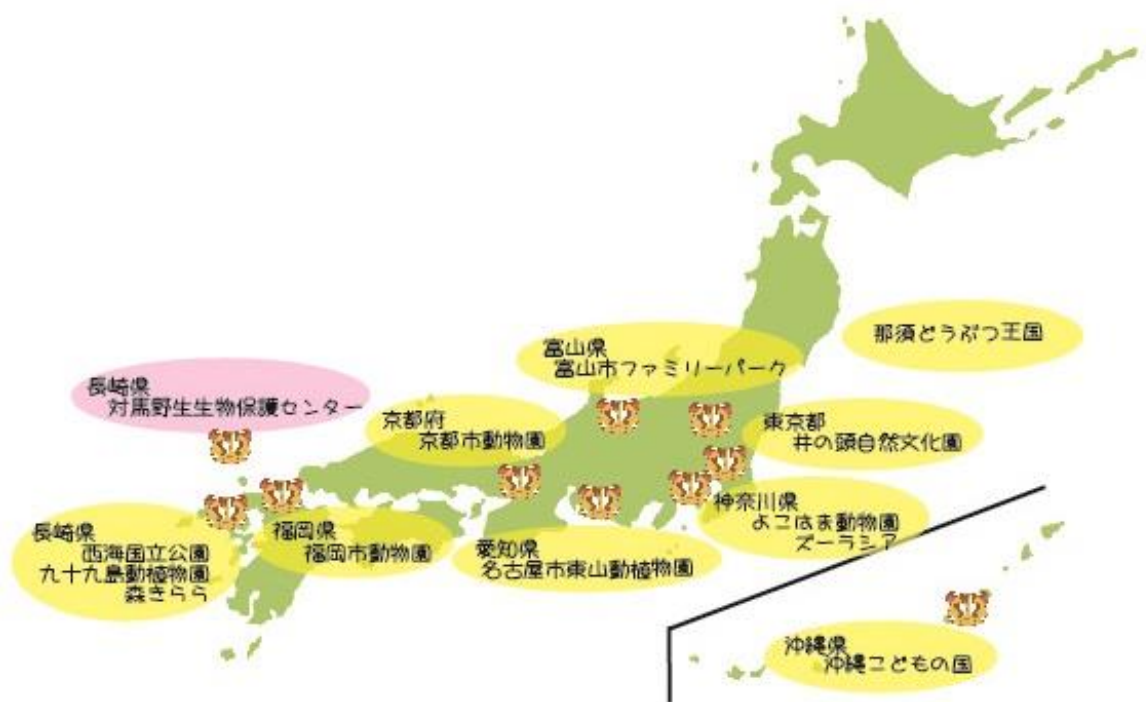 富山県
富山市ファミリーパーク
那須どうぶつ王国
長崎県
対馬野生生物保護センター
京都府
京都市動物園
東京都
井の頭自然文化園
神奈川県
よこはま動物園
ズーラシア
長崎県
西海国立公園
九十九島動植物園
森きらら
福岡県
福岡市動物園
愛知県
名古屋市東山動植物園
沖縄県
沖縄こどもの国